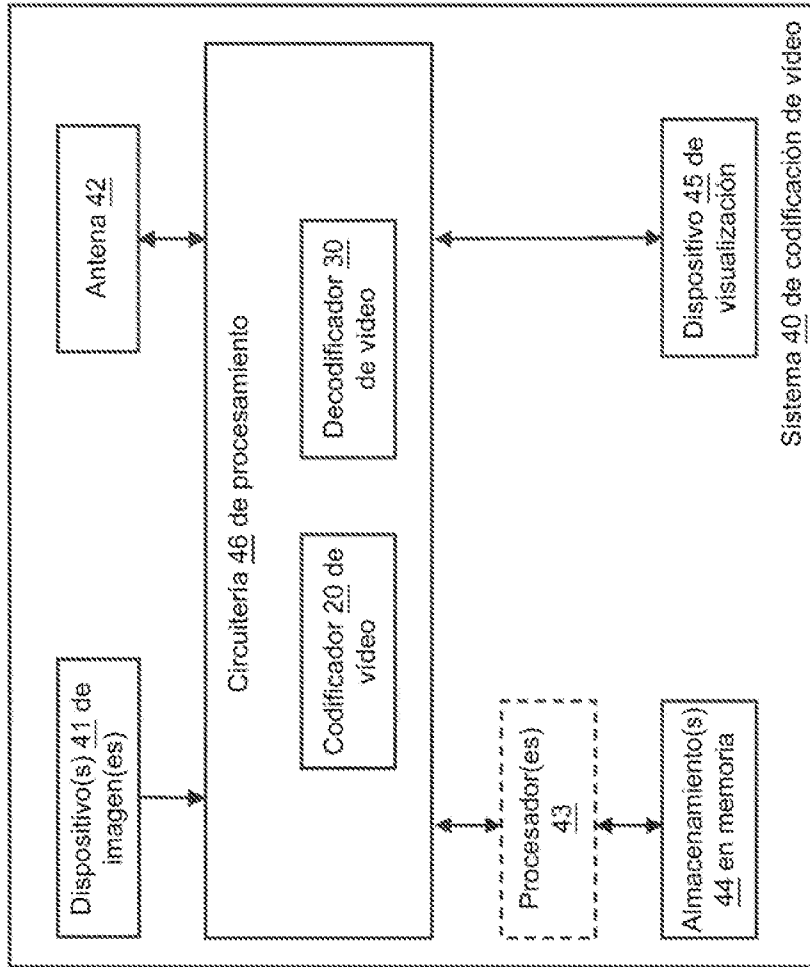 Dispositivo(s) 41 de
imagen(es)
Antena 42
Circuitería 46 de procesamiento
Codificador 20 de
vídeo
Decodificador 30
de vídeo
Procesador(es)
43
Almacenamiento(s)
44 en memoria
Dispositivo 45 de
visualización
Sistema 40 de codificación de vídeo